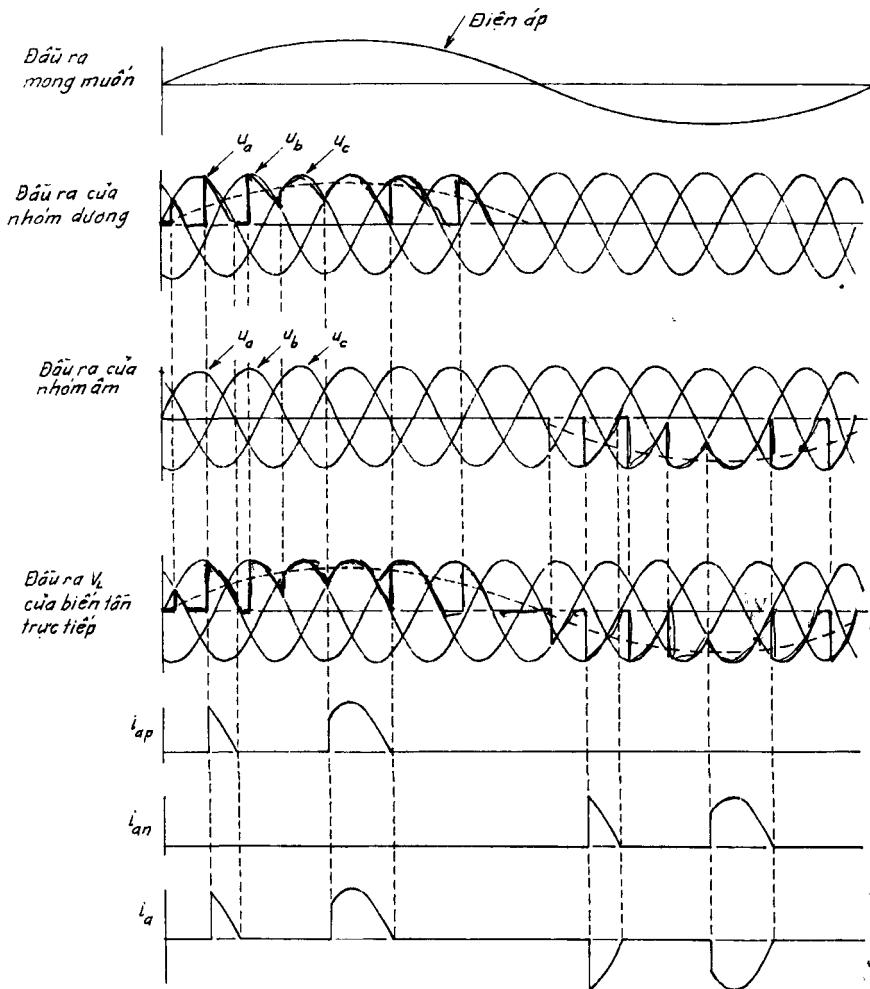 Điện áp
Đầu ra
mong muốn
u_a u_b u_c
Đầu ra của
nhóm dương
u_a u_b u_c
Đầu ra của
nhóm âm
Đầu ra V_L
của biến tần
trực tiếp
i_ap
i_an
i_a